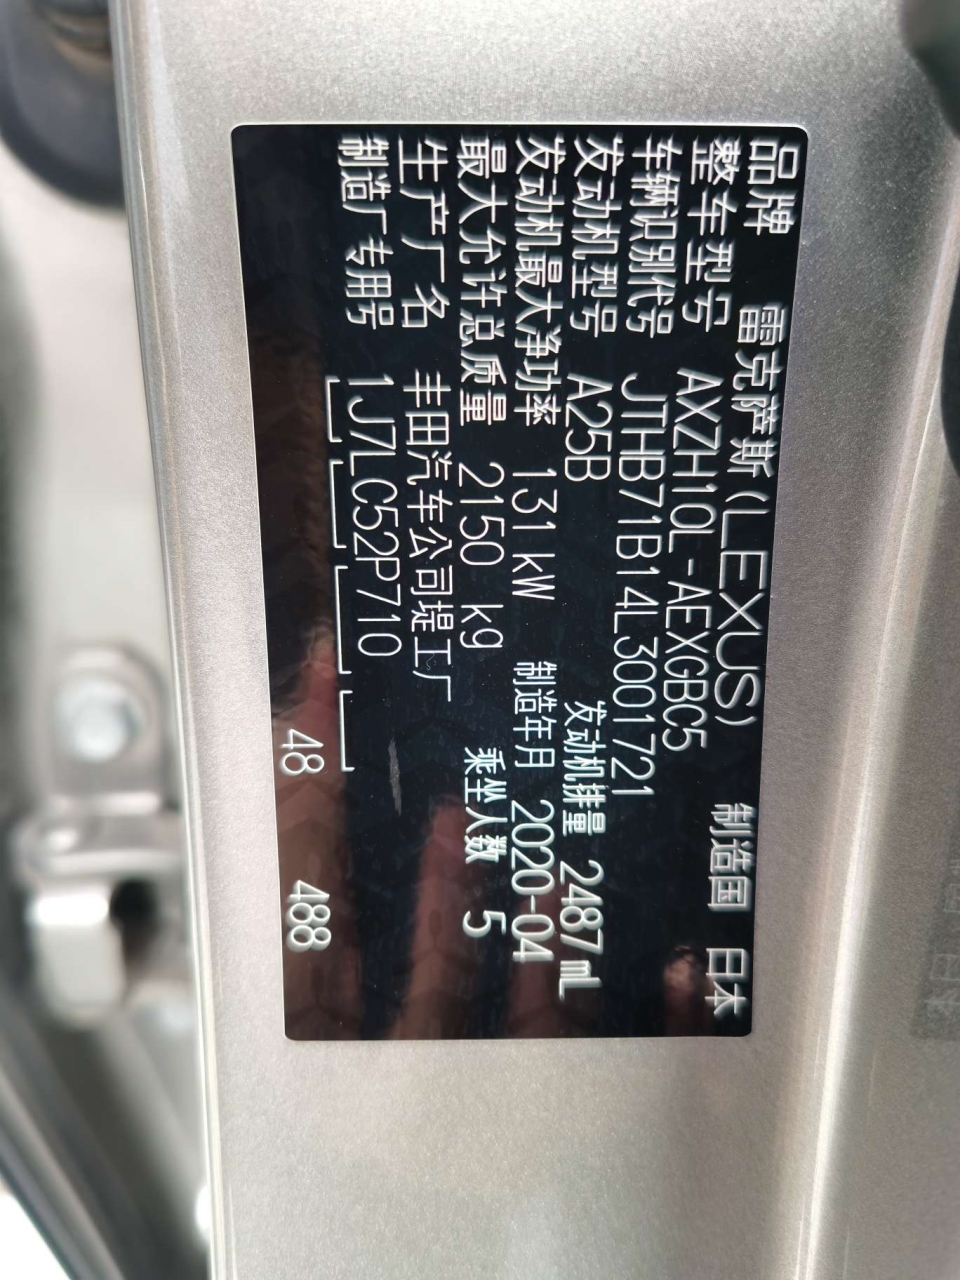 品牌 雷克萨斯(LEXUS) 制造国 日本
整车型号 AXZH10L-AEXGBC5
车辆识别代号 JTHB71B14L3001721
发动机型号 A25B 发动机排量 2487 mL
发动机最大净功率 131 kW 制造年月 2020-04
最大允许总质量 2150 kg 乘坐人数 5
生产厂名 丰田汽车公司堤工厂
制造厂专用号 1J7LC52P710
48 488